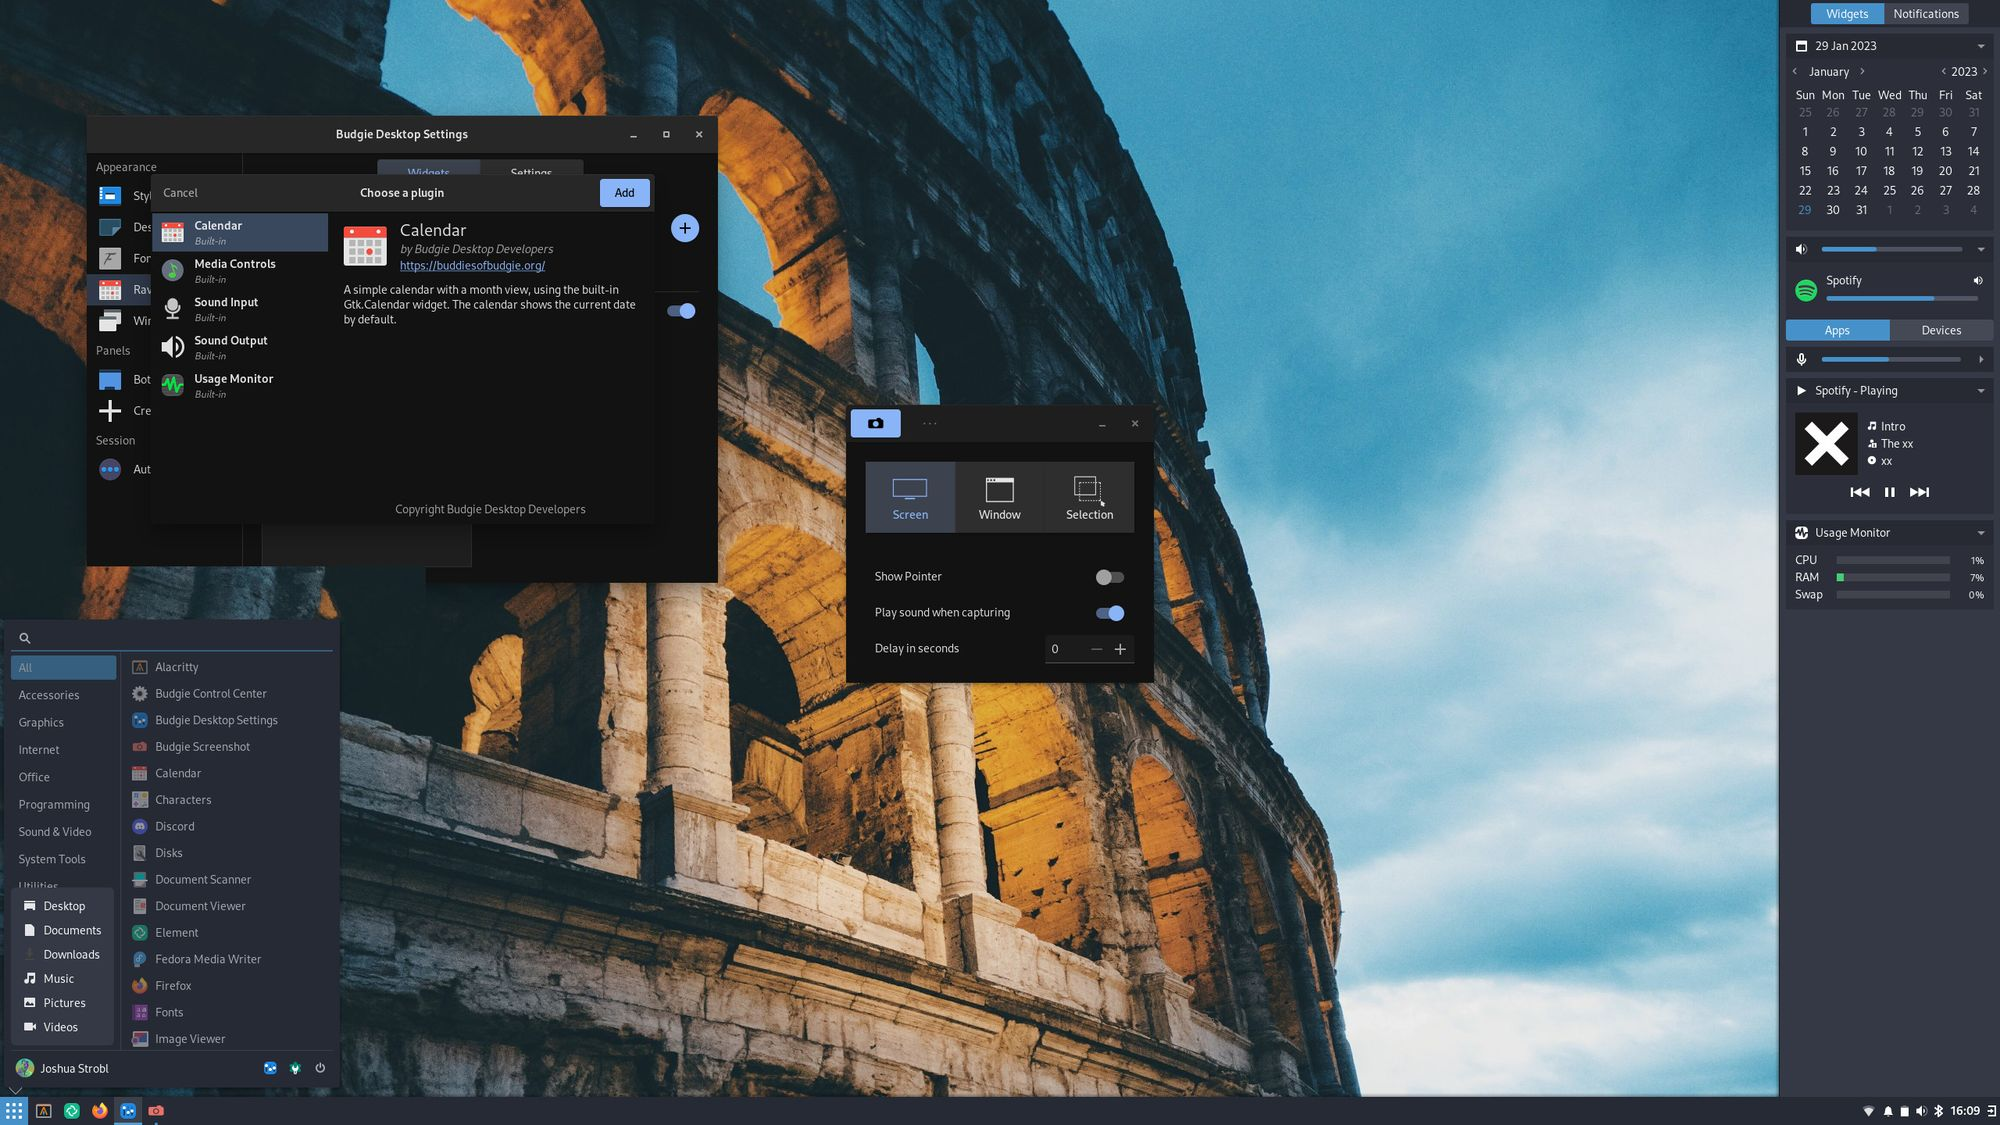 Widgets
Notifications
29 Jan 2023
January
2023
Sun Mon Tue Wed Thu Fri Sat
25 26 27 28 29 30 31
1 2 3 4 5 6 7
8 9 10 11 12 13 14
15 16 17 18 19 20 21
22 23 24 25 26 27 28
29 30 31 1 2 3 4
Spotify
Apps
Devices
Spotify - Playing
Intro
The xx
xx
Usage Monitor
CPU 1%
RAM 7%
Swap 0%
Budgie Desktop Settings
Appearance
Widgets
Settings
Sty
Des
Fon
Rav
Win
Panels
Bot
Cre
Session
Aut
Cancel
Choose a plugin
Add
Calendar
Built-in
Media Controls
Built-in
Sound Input
Built-in
Sound Output
Built-in
Usage Monitor
Built-in
Calendar
by Budgie Desktop Developers
https://buddiesofbudgie.org/
A simple calendar with a month view, using the built-in
Gtk.Calendar widget. The calendar shows the current date
by default.
Copyright Budgie Desktop Developers
Screen
Window
Selection
Show Pointer
Play sound when capturing
Delay in seconds
0
All
Accessories
Graphics
Internet
Office
Programming
Sound & Video
System Tools
Utilities
Desktop
Documents
Downloads
Music
Pictures
Videos
Alacritty
Budgie Control Center
Budgie Desktop Settings
Budgie Screenshot
Calendar
Characters
Discord
Disks
Document Scanner
Document Viewer
Element
Fedora Media Writer
Firefox
Fonts
Image Viewer
Joshua Strobl
16:09